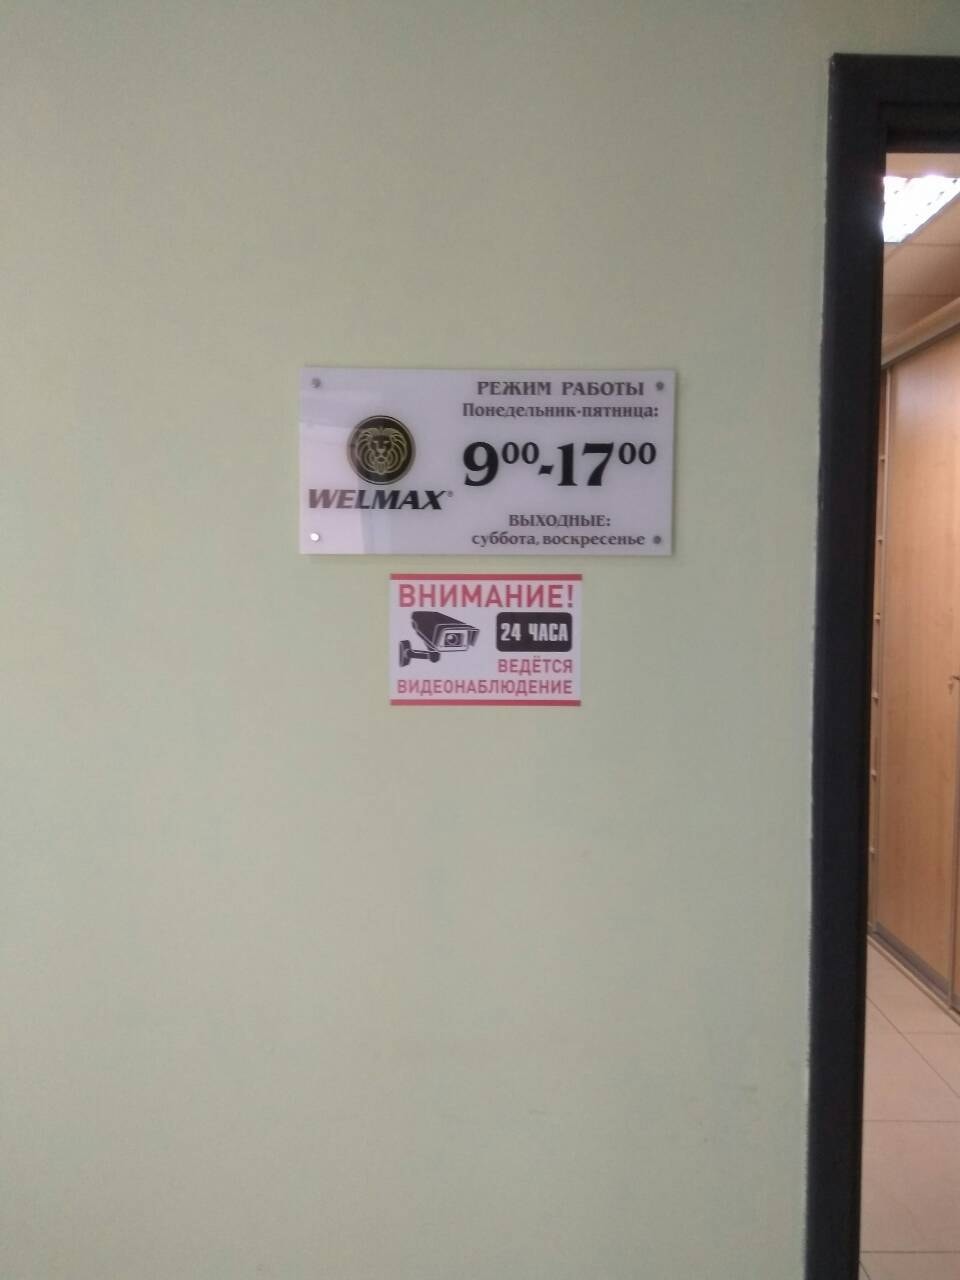 РЕЖИМ РАБОТЫ
Понедельник-пятница:
9⁰⁰-17⁰⁰
WELMAX®
ВЫХОДНЫЕ:
суббота, воскресенье
ВНИМАНИЕ!
24 ЧАСА
ВЕДЁТСЯ
ВИДЕОНАБЛЮДЕНИЕ